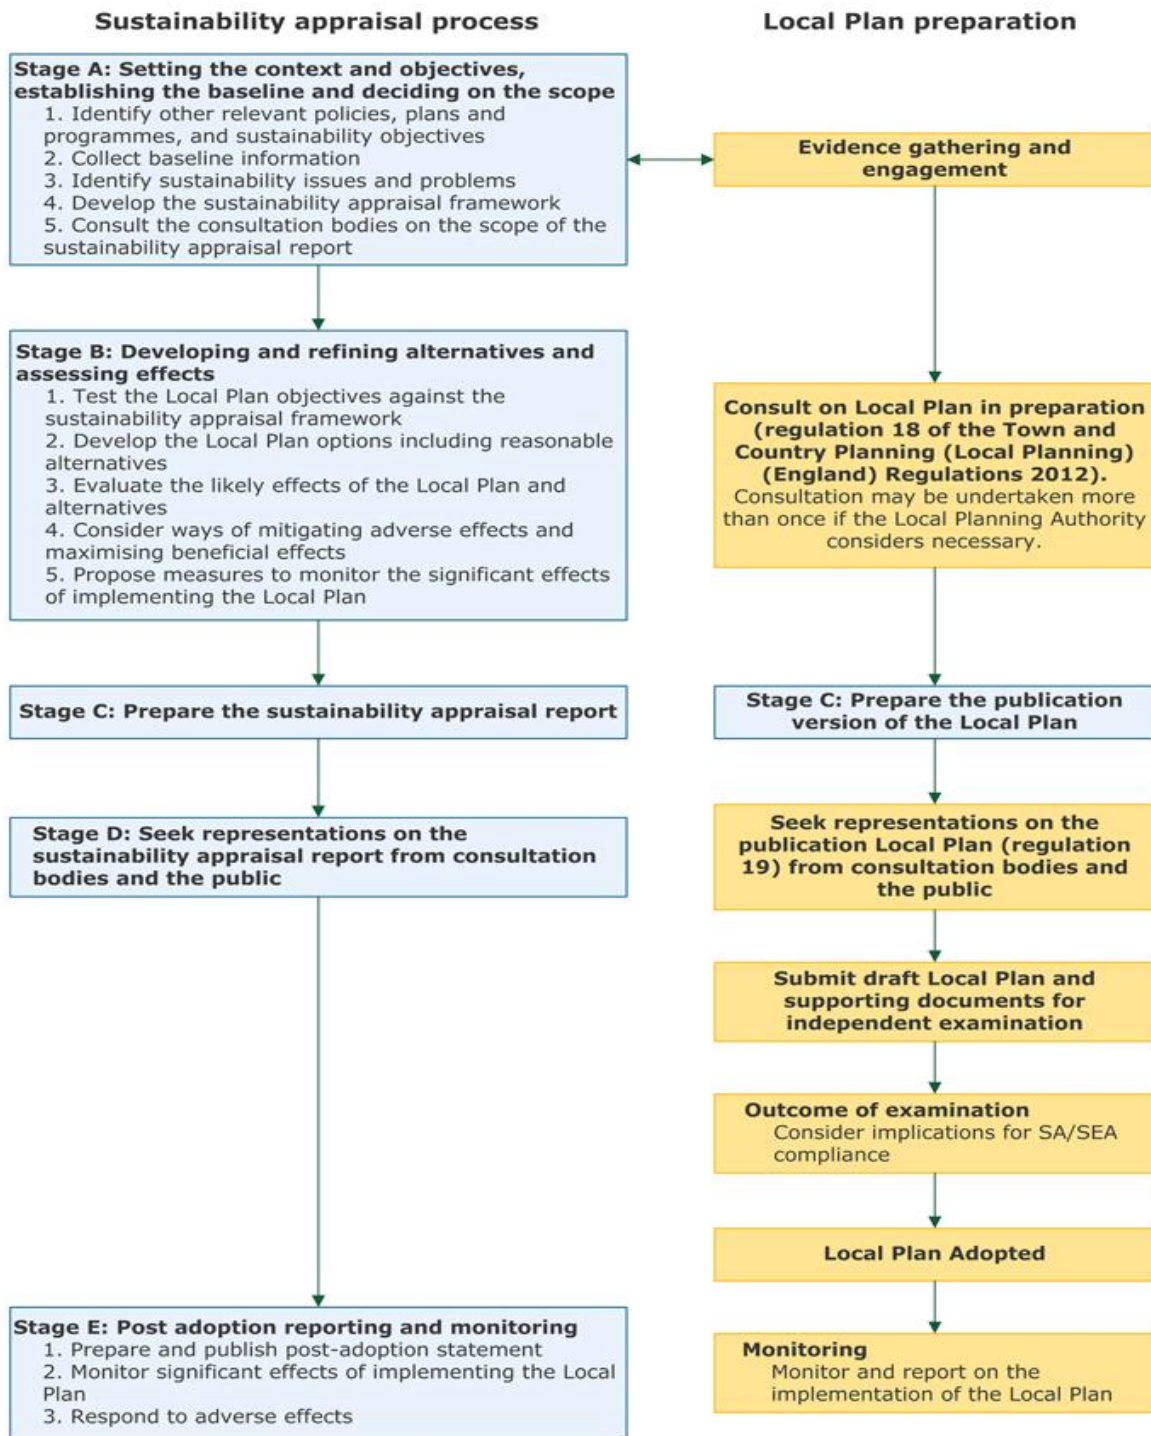 Sustainability appraisal process
Local Plan preparation
Stage A: Setting the context and objectives,
establishing the baseline and deciding on the scope
1. Identify other relevant policies, plans and
programmes, and sustainability objectives
2. Collect baseline information
3. Identify sustainability issues and problems
4. Develop the sustainability appraisal framework
5. Consult the consultation bodies on the scope of the
sustainability appraisal report
Evidence gathering and
engagement
Stage B: Developing and refining alternatives and
assessing effects
1. Test the Local Plan objectives against the
sustainability appraisal framework
2. Develop the Local Plan options including reasonable
alternatives
3. Evaluate the likely effects of the Local Plan and
alternatives
4. Consider ways of mitigating adverse effects and
maximising beneficial effects
5. Propose measures to monitor the significant effects
of implementing the Local Plan
Consult on Local Plan in preparation
(regulation 18 of the Town and
Country Planning (Local Planning)
(England) Regulations 2012).
Consultation may be undertaken more
than once if the Local Planning Authority
considers necessary.
Stage C: Prepare the sustainability appraisal report
Stage C: Prepare the publication
version of the Local Plan
Stage D: Seek representations on the
sustainability appraisal report from consultation
bodies and the public
Seek representations on the
publication Local Plan (regulation
19) from consultation bodies and
the public
Submit draft Local Plan and
supporting documents for
independent examination
Outcome of examination
Consider implications for SA/SEA
compliance
Local Plan Adopted
Stage E: Post adoption reporting and monitoring
1. Prepare and publish post-adoption statement
2. Monitor significant effects of implementing the Local
Plan
3. Respond to adverse effects
Monitoring
Monitor and report on the
implementation of the Local Plan